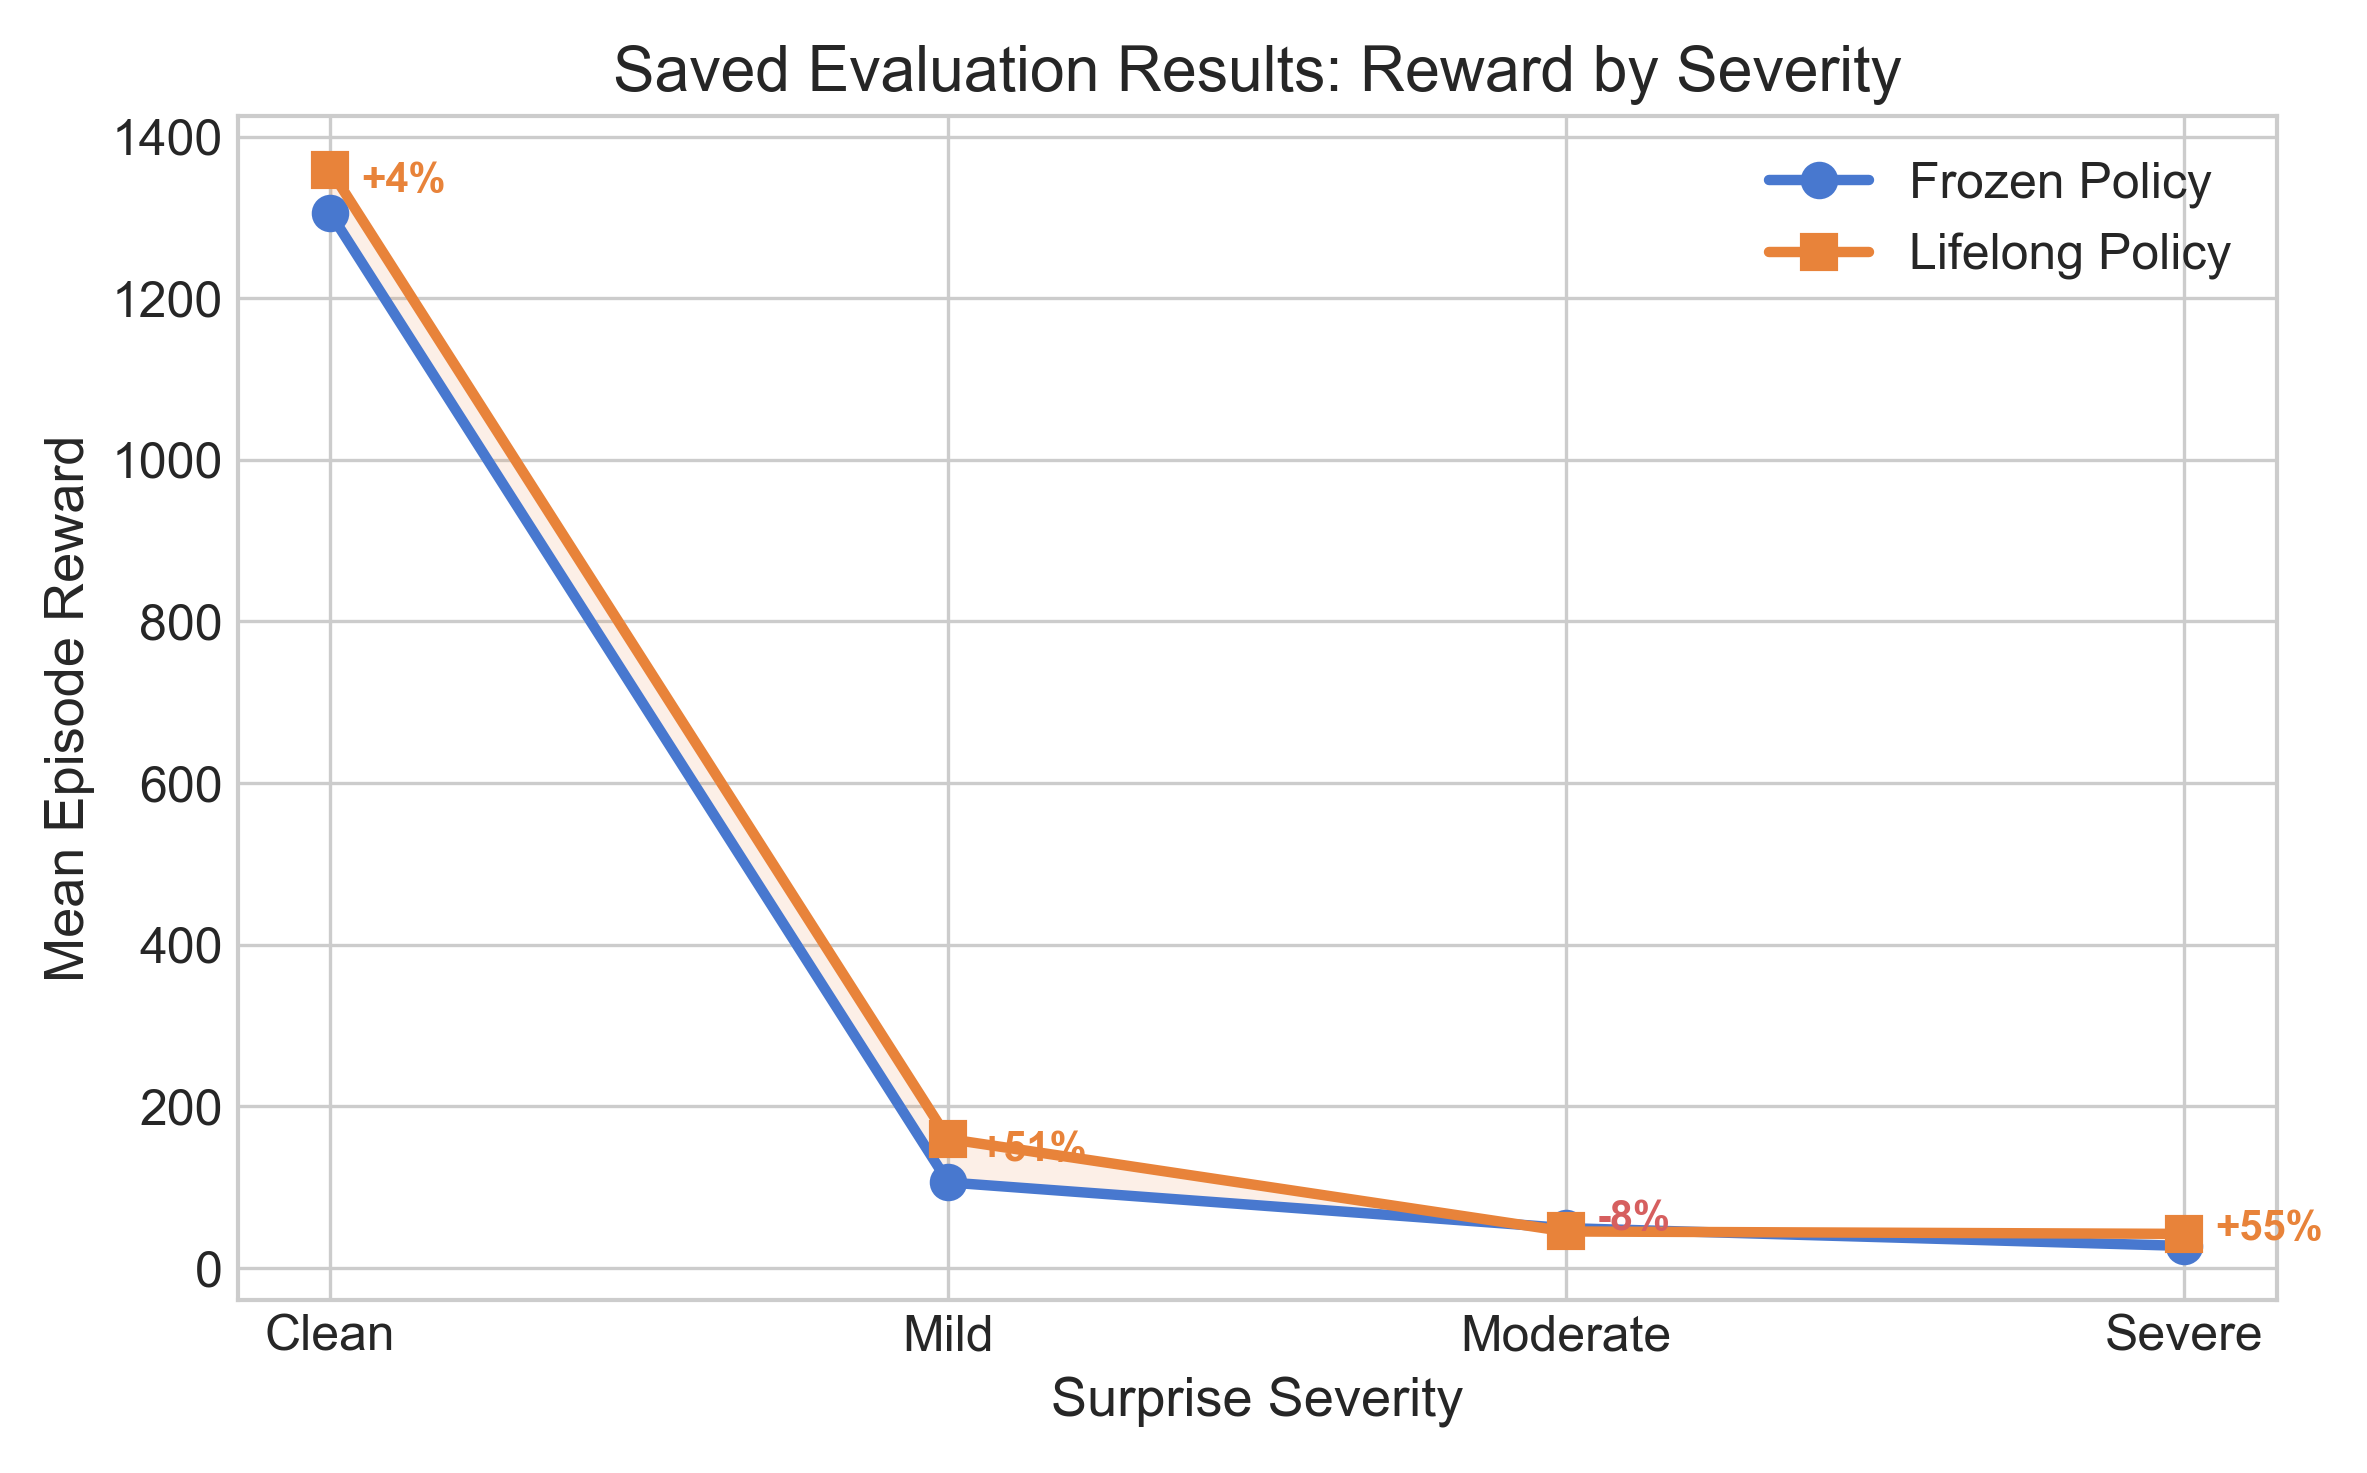 Saved Evaluation Results: Reward by Severity
1400
1200
1000
800
600
400
200
0
Mean Episode Reward
+4%
+51%
-8%
+55%
Frozen Policy
Lifelong Policy
Clean
Mild
Moderate
Severe
Surprise Severity